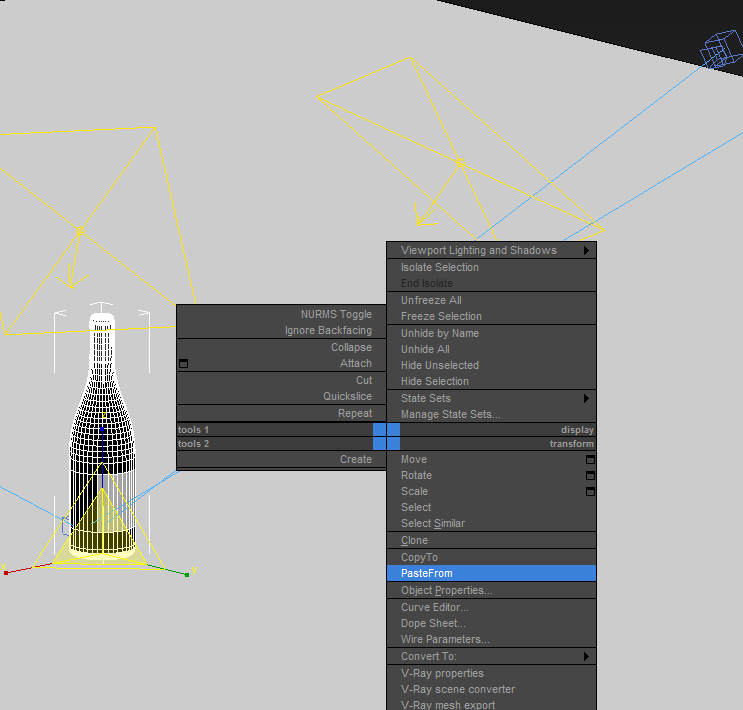 Viewport Lighting and Shadows
Isolate Selection
End Isolate
Unfreeze All
Freeze Selection
Unhide by Name
Unhide All
Hide Unselected
Hide Selection
State Sets
Manage State Sets...
NURMS Toggle
Ignore Backfacing
Collapse
Attach
Cut
Quickslice
Repeat
tools 1
display
tools 2
transform
Create
Move
Rotate
Scale
Select
Select Similar
Clone
CopyTo
PasteFrom
Object Properties...
Curve Editor...
Dope Sheet...
Wire Parameters...
Convert To:
V-Ray properties
V-Ray scene converter
V-Ray mesh export